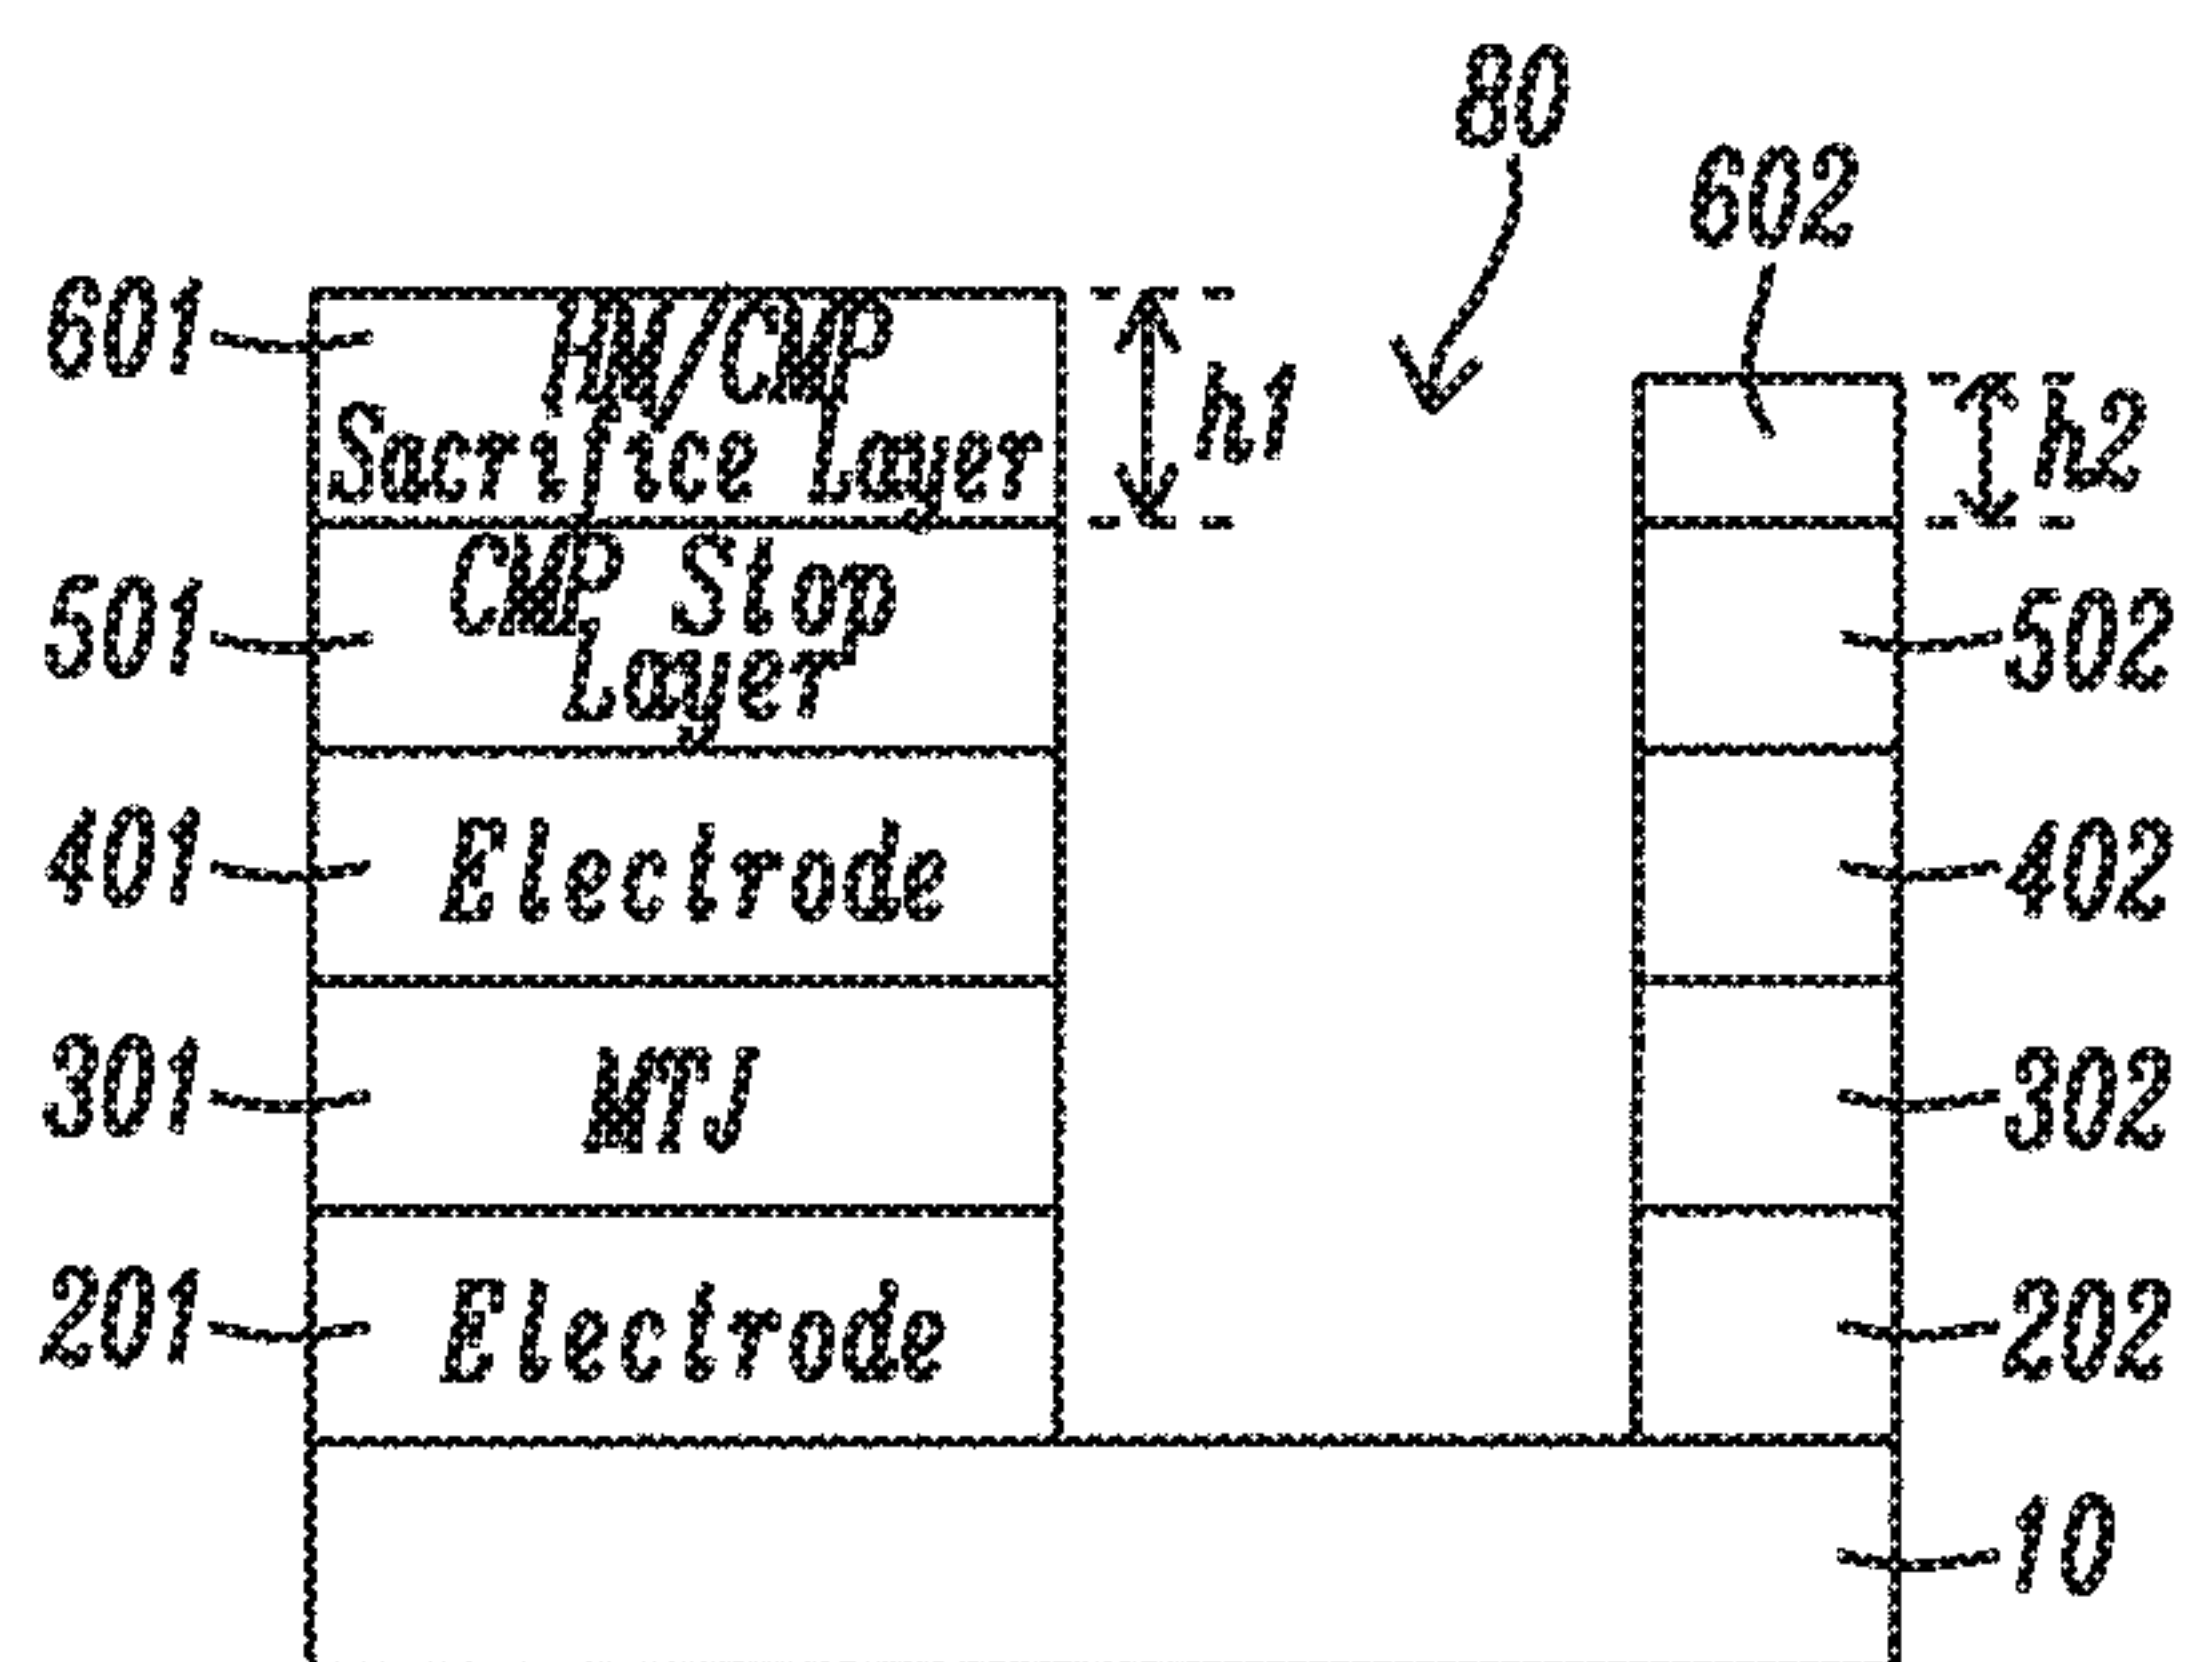 80
602
601
HM/CMP
Sacrifice Layer
h1
h2
501
CMP Stop
Layer
502
401
Electrode
402
301
MTJ
302
201
Electrode
202
10